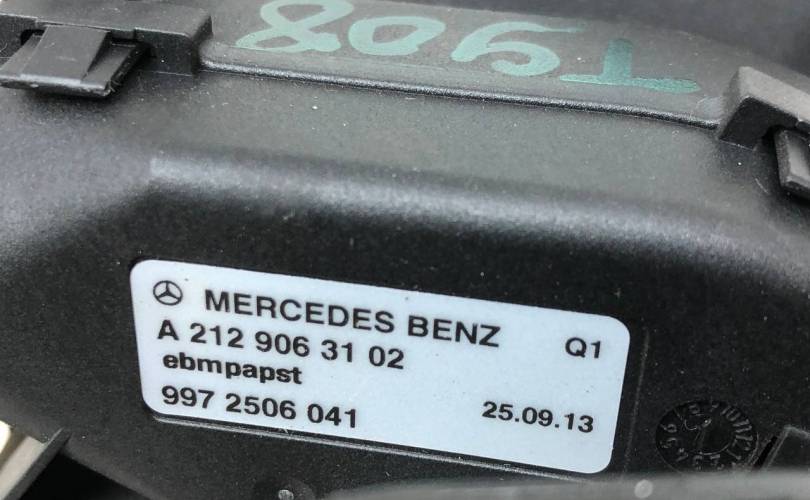 T908
MERCEDES BENZ Q1
A 212 906 31 02
ebmpapst
997 2506 041 25.09.13